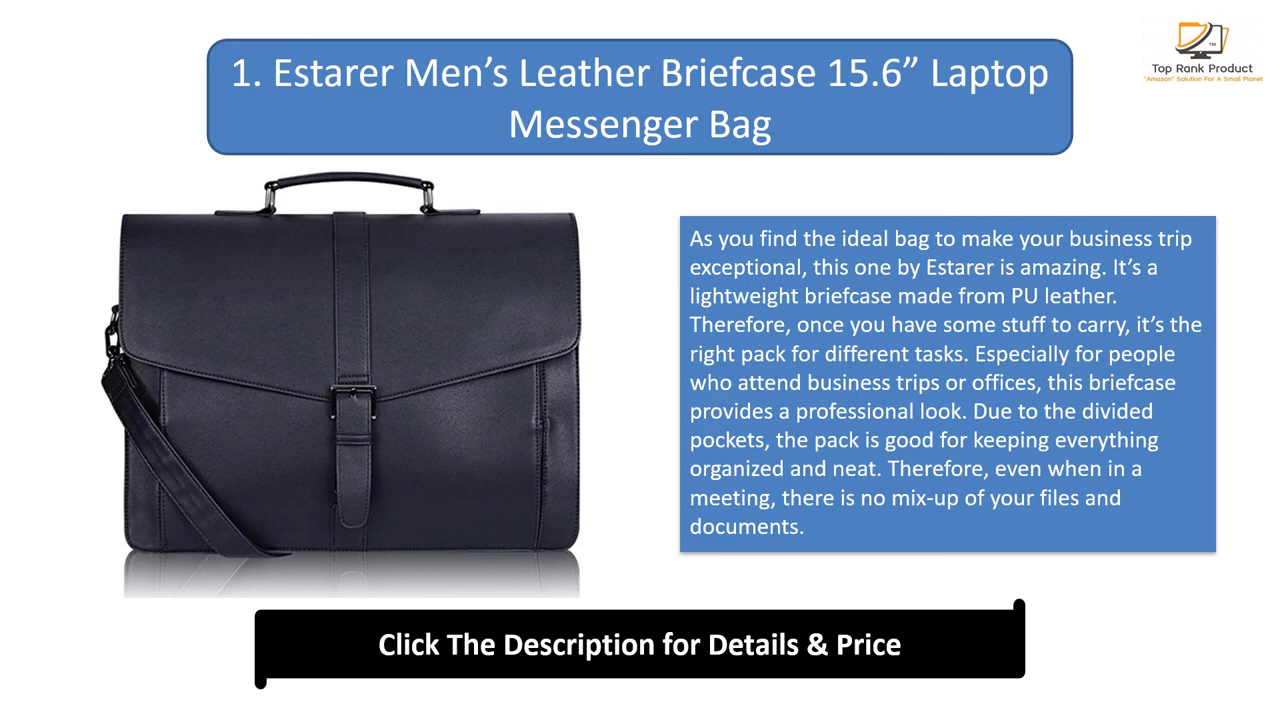 1. Estarer Men’s Leather Briefcase 15.6” Laptop
Messenger Bag
TM
Top Rank Product
"Amazon" Solution For A Small Planet
As you find the ideal bag to make your business trip
exceptional, this one by Estarer is amazing. It’s a
lightweight briefcase made from PU leather.
Therefore, once you have some stuff to carry, it’s the
right pack for different tasks. Especially for people
who attend business trips or offices, this briefcase
provides a professional look. Due to the divided
pockets, the pack is good for keeping everything
organized and neat. Therefore, even when in a
meeting, there is no mix-up of your files and
documents.
Click The Description for Details & Price